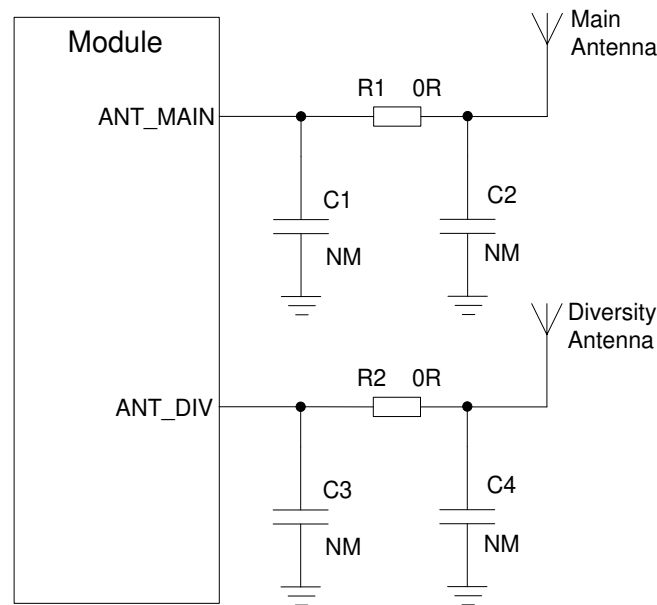 Module
Main
Antenna
R1 0R
ANT_MAIN
C1
C2
NM
NM
Diversity
Antenna
R2 0R
ANT_DIV
C3
C4
NM
NM